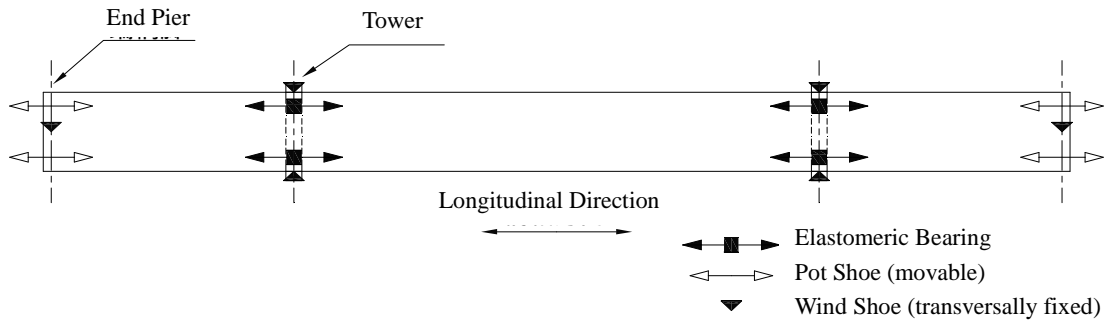 End Pier
Tower
Longitudinal Direction
Elastomeric Bearing
Pot Shoe (movable)
Wind Shoe (transversally fixed)